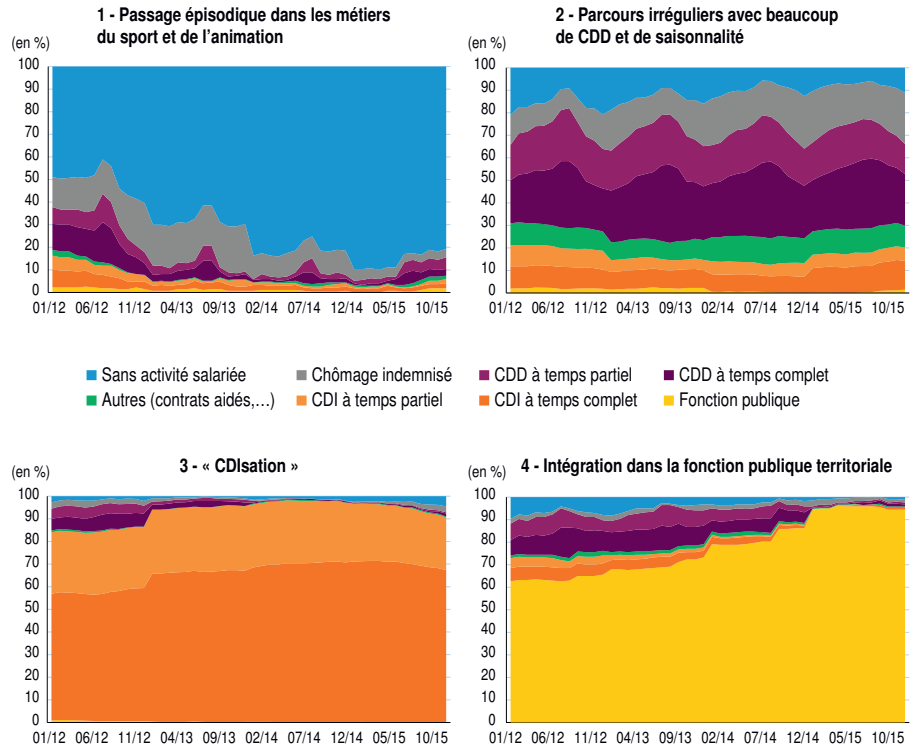 1 - Passage épisodique dans les métiers
du sport et de l'animation
(en %)
100
90
80
70
60
50
40
30
20
10
0
01/12 06/12 11/12 04/13 09/13 02/14 07/14 12/14 05/15 10/15
2 - Parcours irréguliers avec beaucoup
de CDD et de saisonnalité
(en %)
100
90
80
70
60
50
40
30
20
10
0
01/12 06/12 11/12 04/13 09/13 02/14 07/14 12/14 05/15 10/15
Sans activité salariée Chômage indemnisé CDD à temps partiel CDD à temps complet
Autres (contrats aidés,…) CDI à temps partiel CDI à temps complet Fonction publique
3 - « CDIsation »
(en %)
100
90
80
70
60
50
40
30
20
10
0
01/12 06/12 11/12 04/13 09/13 02/14 07/14 12/14 05/15 10/15
4 - Intégration dans la fonction publique territoriale
(en %)
100
90
80
70
60
50
40
30
20
10
0
01/12 06/12 11/12 04/13 09/13 02/14 07/14 12/14 05/15 10/15